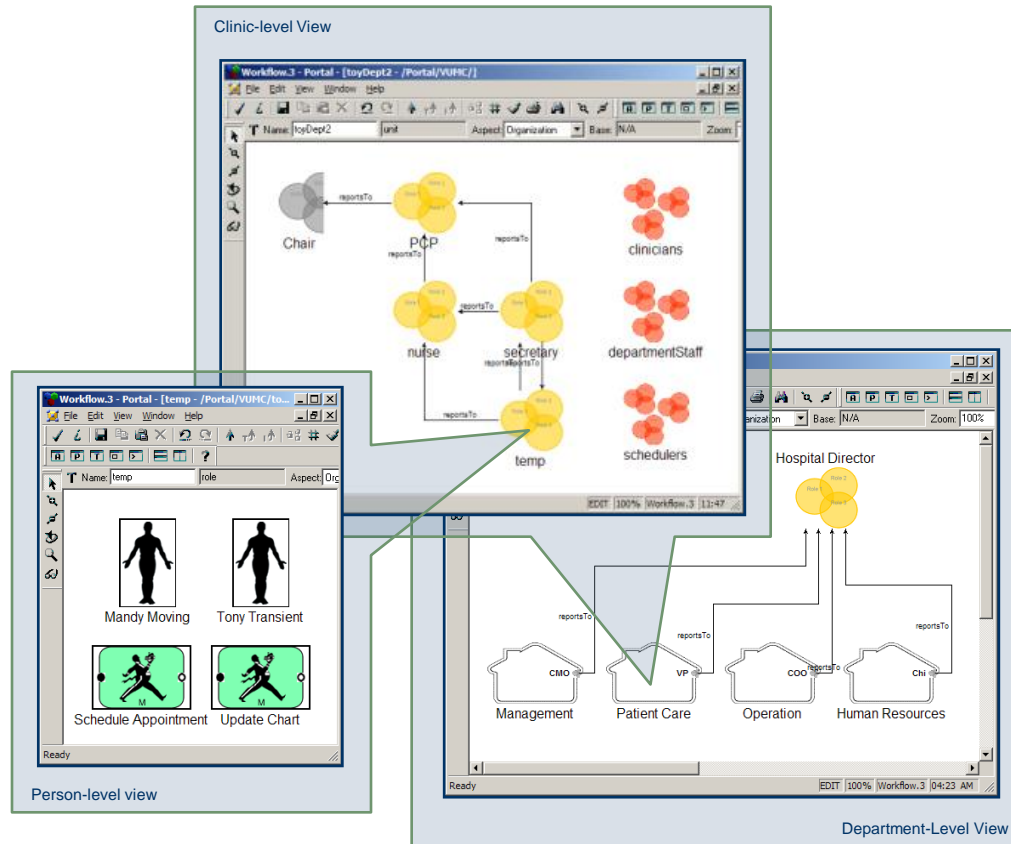 Clinic-level View
Workflow.3 - Portal - [toyDept2 - /Portal/VUMC/]
File Edit View Window Help
Name: toyDept2 unit Aspect: Organization Base: N/A Zoom:
reportsTo
Chair
PCP
reportsTo
reportsTo
clinicians
reportsTo
nurse
secretary
departmentStaff
reportsTo
reportsTo
reportsTo
temp
schedulers
EDIT 100% Workflow.3 11:47
Workflow.3 - Portal - [temp - /Portal/VUMC/to...
File Edit View Window Help
Name: temp role Aspect: Org
Mandy Moving Tony Transient
M M
Schedule Appointment Update Chart
Ready
Person-level view
Base: N/A Zoom: 100%
Hospital Director
reportsTo
reportsTo
reportsTo
reportsTo
CMO VP COO Chi
Management Patient Care Operation Human Resources
Ready EDIT 100% Workflow.3 04:23 AM
Department-Level View